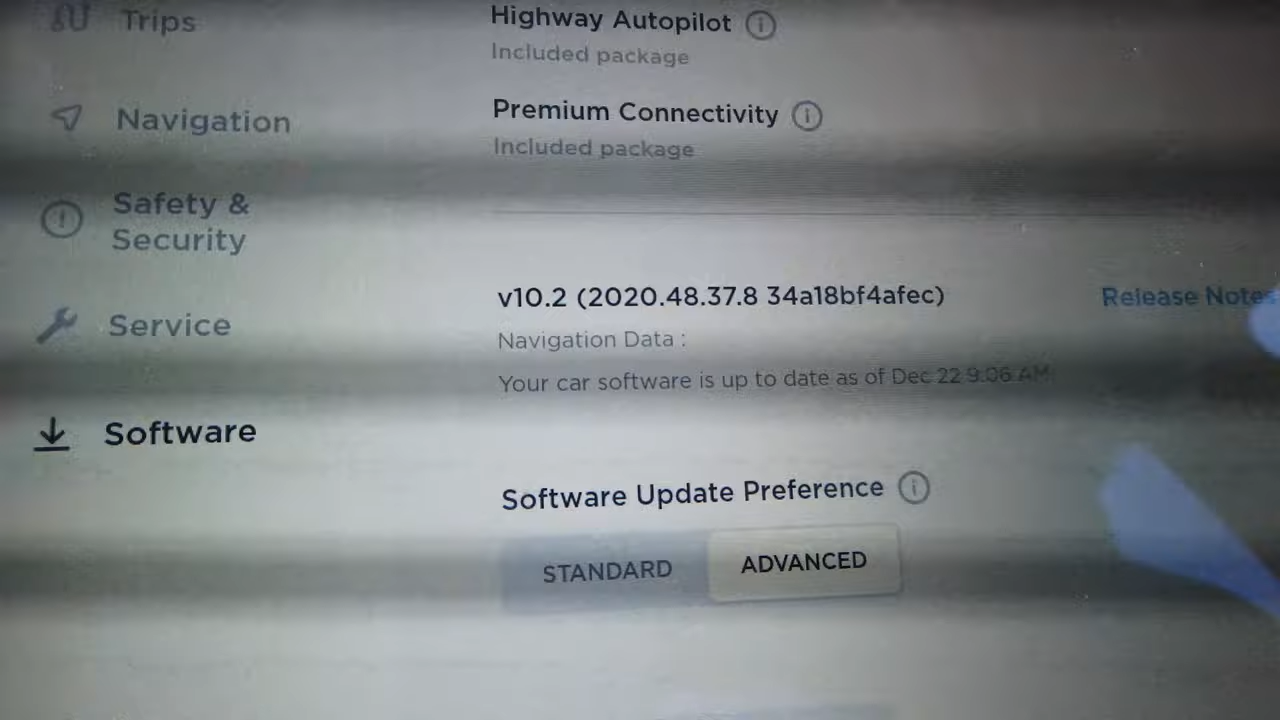 Trips
Highway Autopilot
Included package
Navigation
Premium Connectivity
Included package
Safety &
Security
v10.2 (2020.48.37.8 34a18bf4afec)
Release Notes
Service
Navigation Data :
Your car software is up to date as of Dec 22 9:06 AM
Software
Software Update Preference
STANDARD
ADVANCED